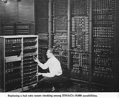 Replacing a bad tube meant checking among ENIAC's 19,000 possibilities.